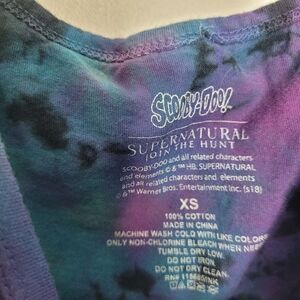 SCOOBY-DOO!
SUPERNATURAL
JOIN THE HUNT
SCOOBY-DOO and all related characters
and elements © & ™ HB. SUPERNATURAL
and all related characters and elements
© & ™ Warner Bros. Entertainment Inc. (s18)
XS
100% COTTON
MADE IN CHINA
MACHINE WASH COLD WITH LIKE COLORS
ONLY NON-CHLORINE BLEACH WHEN NEEDED
TUMBLE DRY LOW.
DO NOT IRON.
DO NOT DRY CLEAN.
RN#